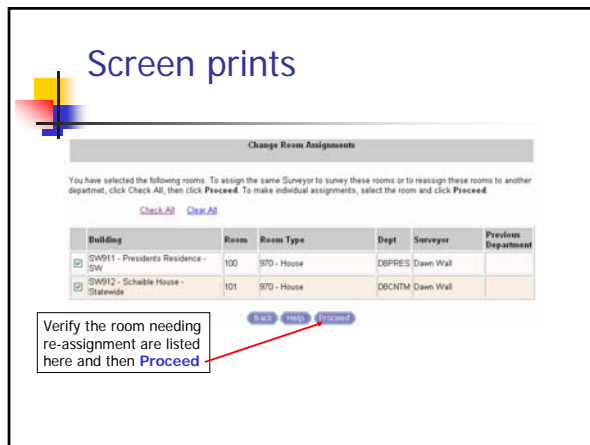 Screen prints
Change Room Assignments
You have selected the following rooms. To assign the same Surveyor to survey these rooms or to reassign these rooms to another
departmet, click Check All, then click Proceed. To make individual assignments, select the room and click Proceed.
Check All Clear All
Building Room Room Type Dept Surveyor Previous
Department
SW911 - Presidents Residence -
SW 100 970 - House DBPRES Dawn Wall
SW912 - Schaible House -
Statewide 101 970 - House DBCNTM Dawn Wall
Back Help Proceed
Verify the room needing
re-assignment are listed
here and then Proceed